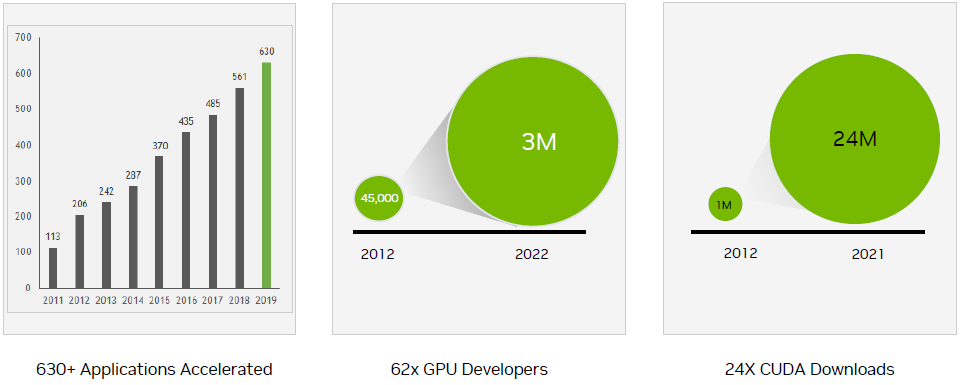 700
600
500
400
300
200
100
0
113
206
242
287
370
435
485
561
630
2011 2012 2013 2014 2015 2016 2017 2018 2019
630+ Applications Accelerated
45,000
3M
2012 2022
62x GPU Developers
1M
24M
2012 2021
24X CUDA Downloads